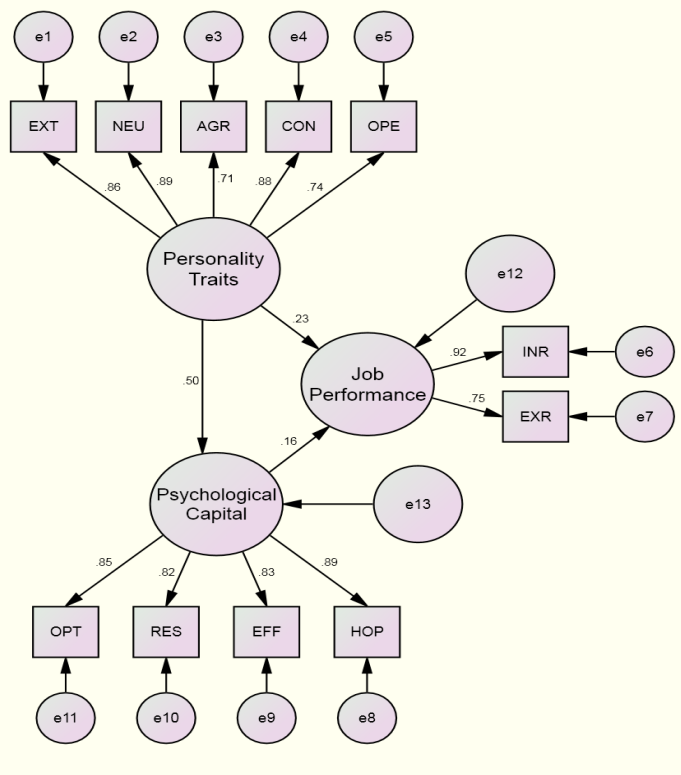 e1 e2 e3 e4 e5
EXT NEU AGR CON OPE
.86 .89 .71 .88 .74
Personality
Traits
e12
.23
.92 INR e6
Job
Performance
.50
.75 EXR e7
.16
Psychological
Capital
e13
.85 .82 .83 .89
OPT RES EFF HOP
e11 e10 e9 e8